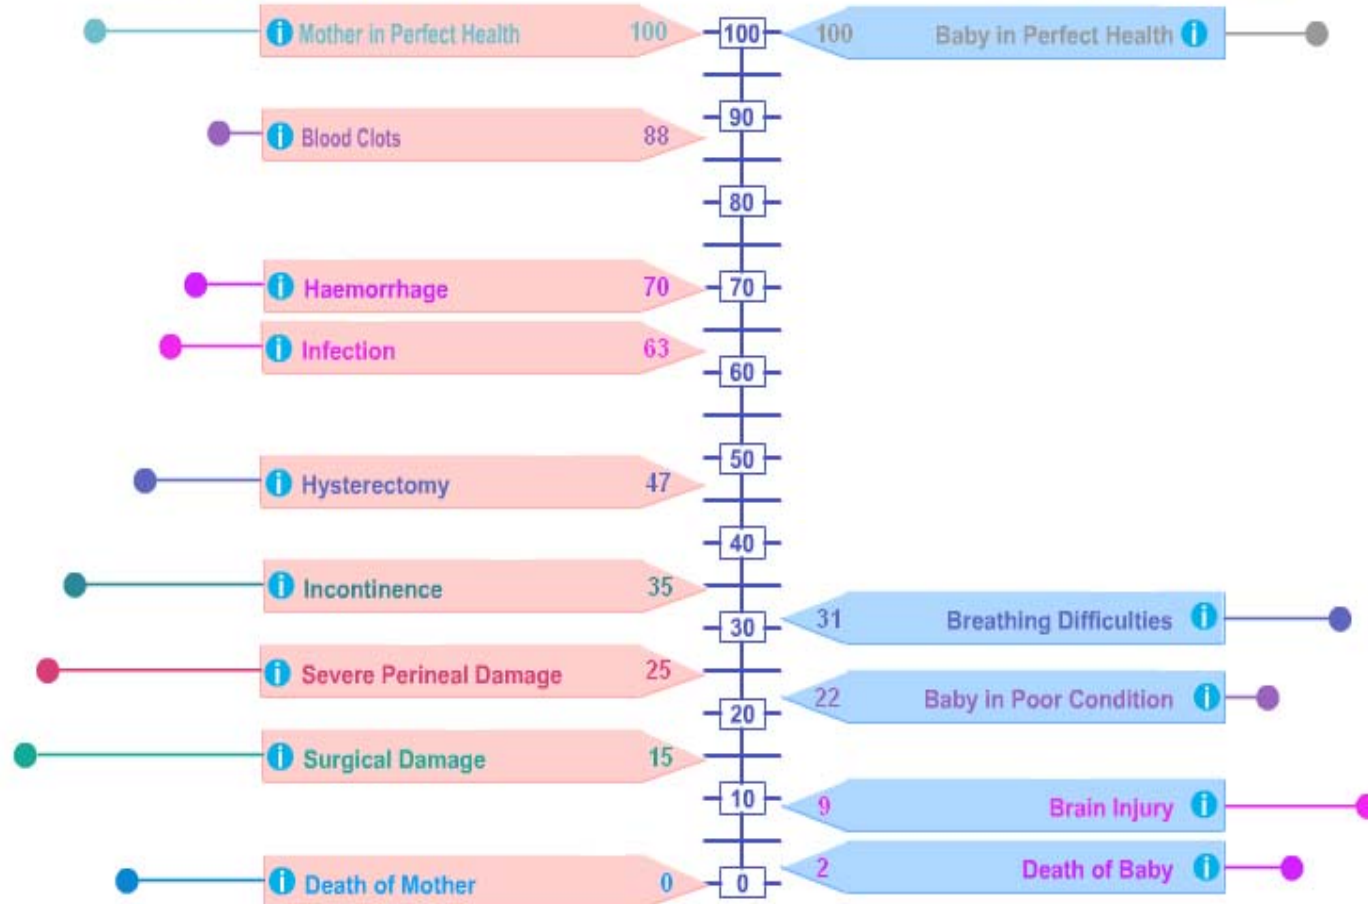 Mother in Perfect Health 100
100
100 Baby in Perfect Health
90
Blood Clots 88
80
Haemorrhage 70
70
Infection 63
60
50
Hysterectomy 47
40
Incontinence 35
31 Breathing Difficulties
30
Severe Perineal Damage 25
22 Baby in Poor Condition
20
Surgical Damage 15
10
9 Brain Injury
2 Death of Baby
Death of Mother 0
0